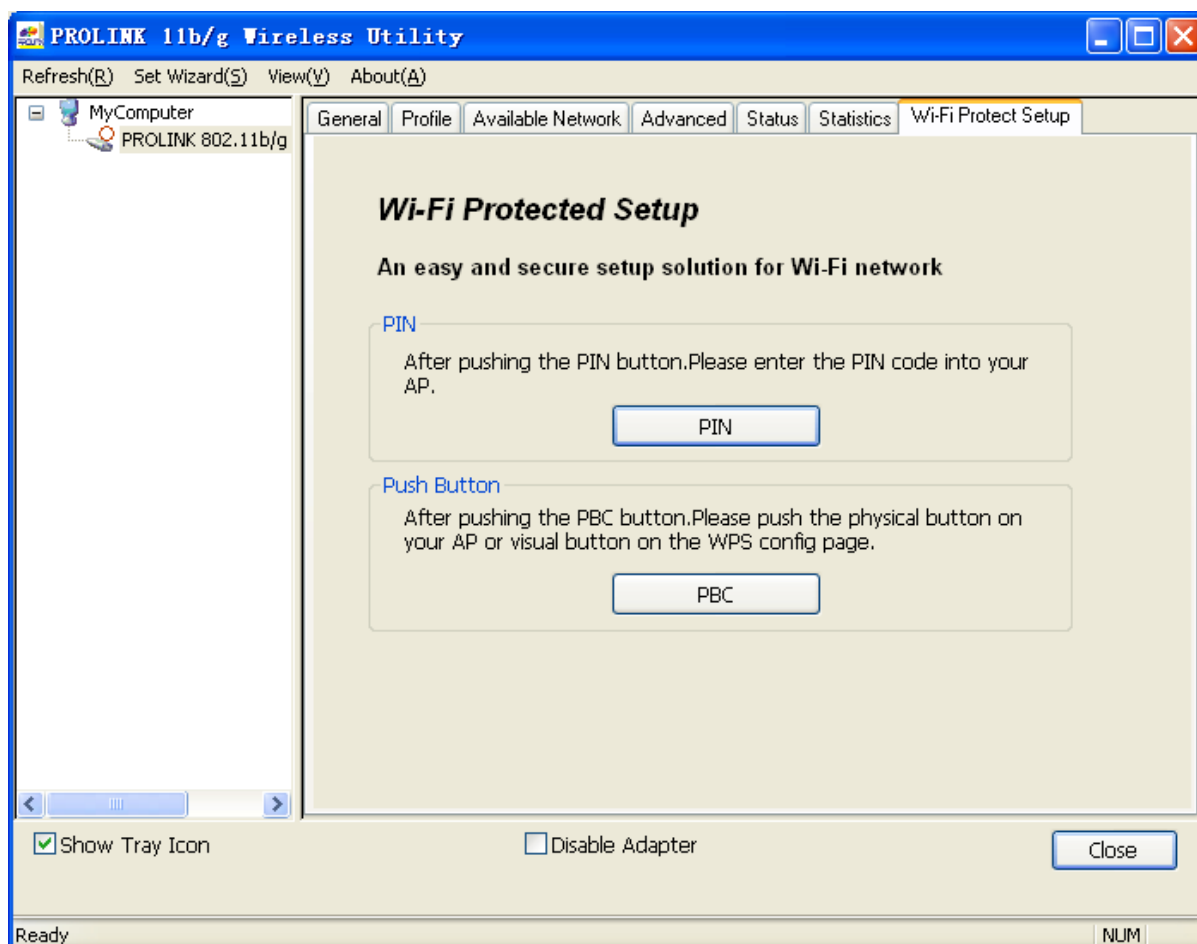 PROLINK 11b/g Wireless Utility
Refresh(R) Set Wizard(S) View(V) About(A)
MyComputer
PROLINK 802.11b/g
General Profile Available Network Advanced Status Statistics Wi-Fi Protect Setup
Wi-Fi Protected Setup
An easy and secure setup solution for Wi-Fi network
PIN
After pushing the PIN button.Please enter the PIN code into your
AP.
PIN
Push Button
After pushing the PBC button.Please push the physical button on
your AP or visual button on the WPS config page.
PBC
Show Tray Icon Disable Adapter Close
Ready NUM